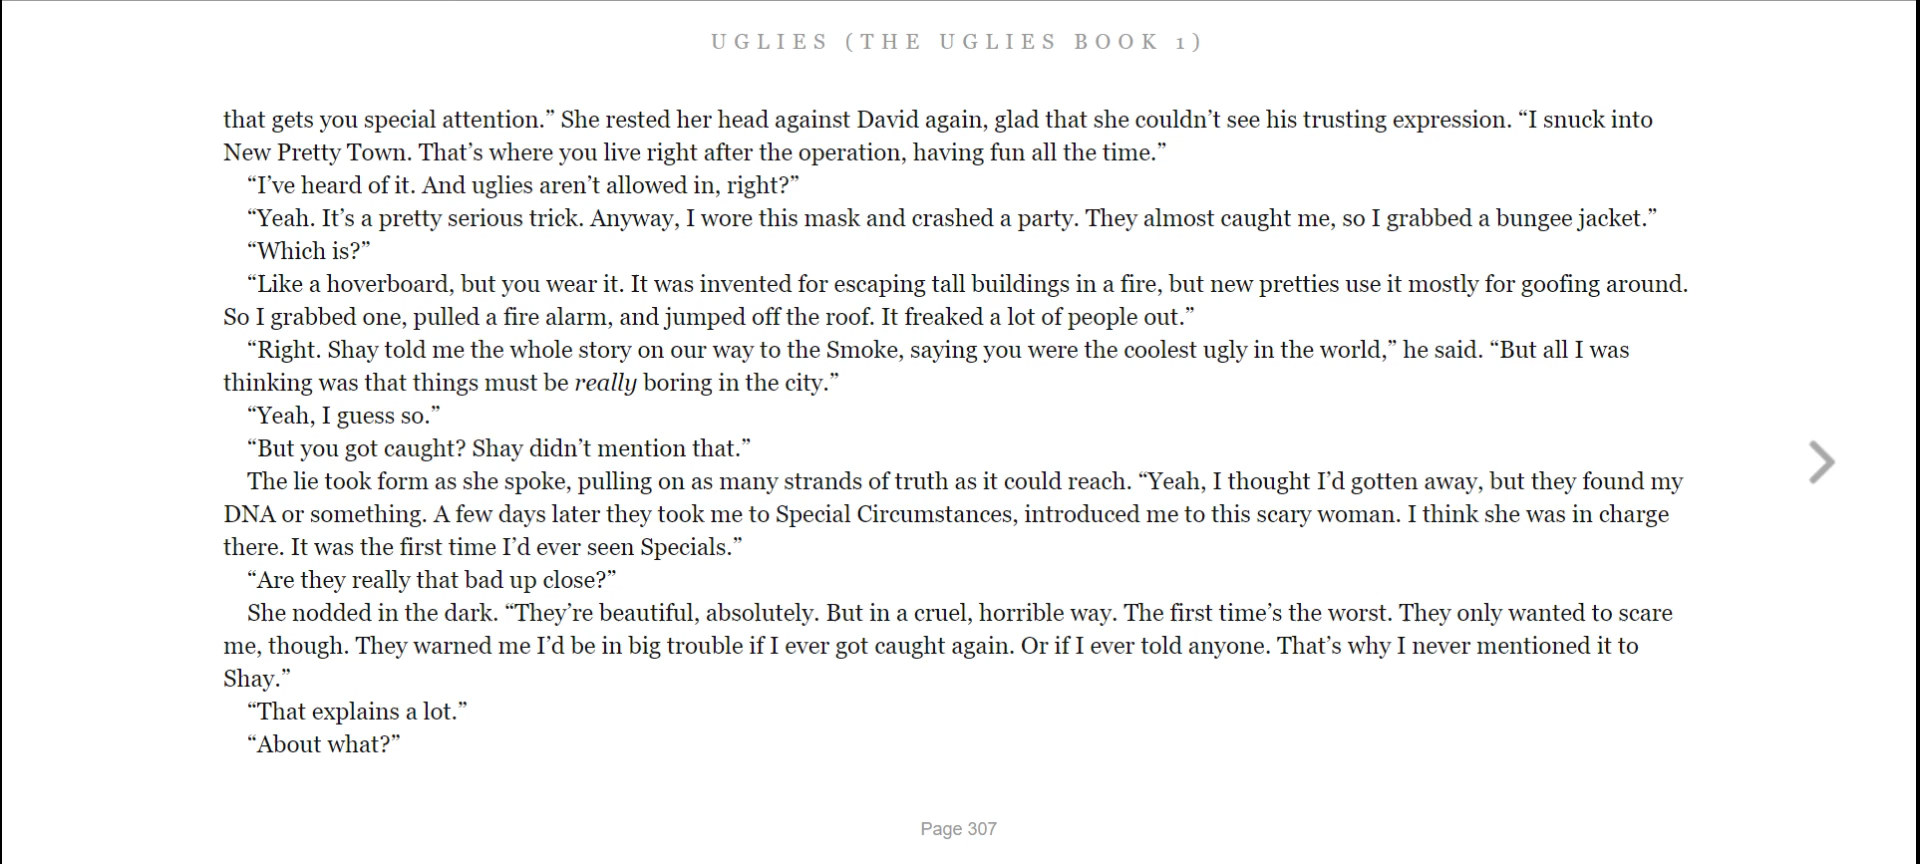 UGLIES (THE UGLIES BOOK 1)
that gets you special attention.” She rested her head against David again, glad that she couldn’t see his trusting expression. “I snuck into
New Pretty Town. That’s where you live right after the operation, having fun all the time.”
“I’ve heard of it. And uglies aren’t allowed in, right?”
“Yeah. It’s a pretty serious trick. Anyway, I wore this mask and crashed a party. They almost caught me, so I grabbed a bungee jacket.”
“Which is?”
“Like a hoverboard, but you wear it. It was invented for escaping tall buildings in a fire, but new pretties use it mostly for goofing around.
So I grabbed one, pulled a fire alarm, and jumped off the roof. It freaked a lot of people out.”
“Right. Shay told me the whole story on our way to the Smoke, saying you were the coolest ugly in the world,” he said. “But all I was
thinking was that things must be really boring in the city.”
“Yeah, I guess so.”
“But you got caught? Shay didn’t mention that.”
The lie took form as she spoke, pulling on as many strands of truth as it could reach. “Yeah, I thought I’d gotten away, but they found my
DNA or something. A few days later they took me to Special Circumstances, introduced me to this scary woman. I think she was in charge
there. It was the first time I’d ever seen Specials.”
“Are they really that bad up close?”
She nodded in the dark. “They’re beautiful, absolutely. But in a cruel, horrible way. The first time’s the worst. They only wanted to scare
me, though. They warned me I’d be in big trouble if I ever got caught again. Or if I ever told anyone. That’s why I never mentioned it to
Shay.”
“That explains a lot.”
“About what?”
Page 307